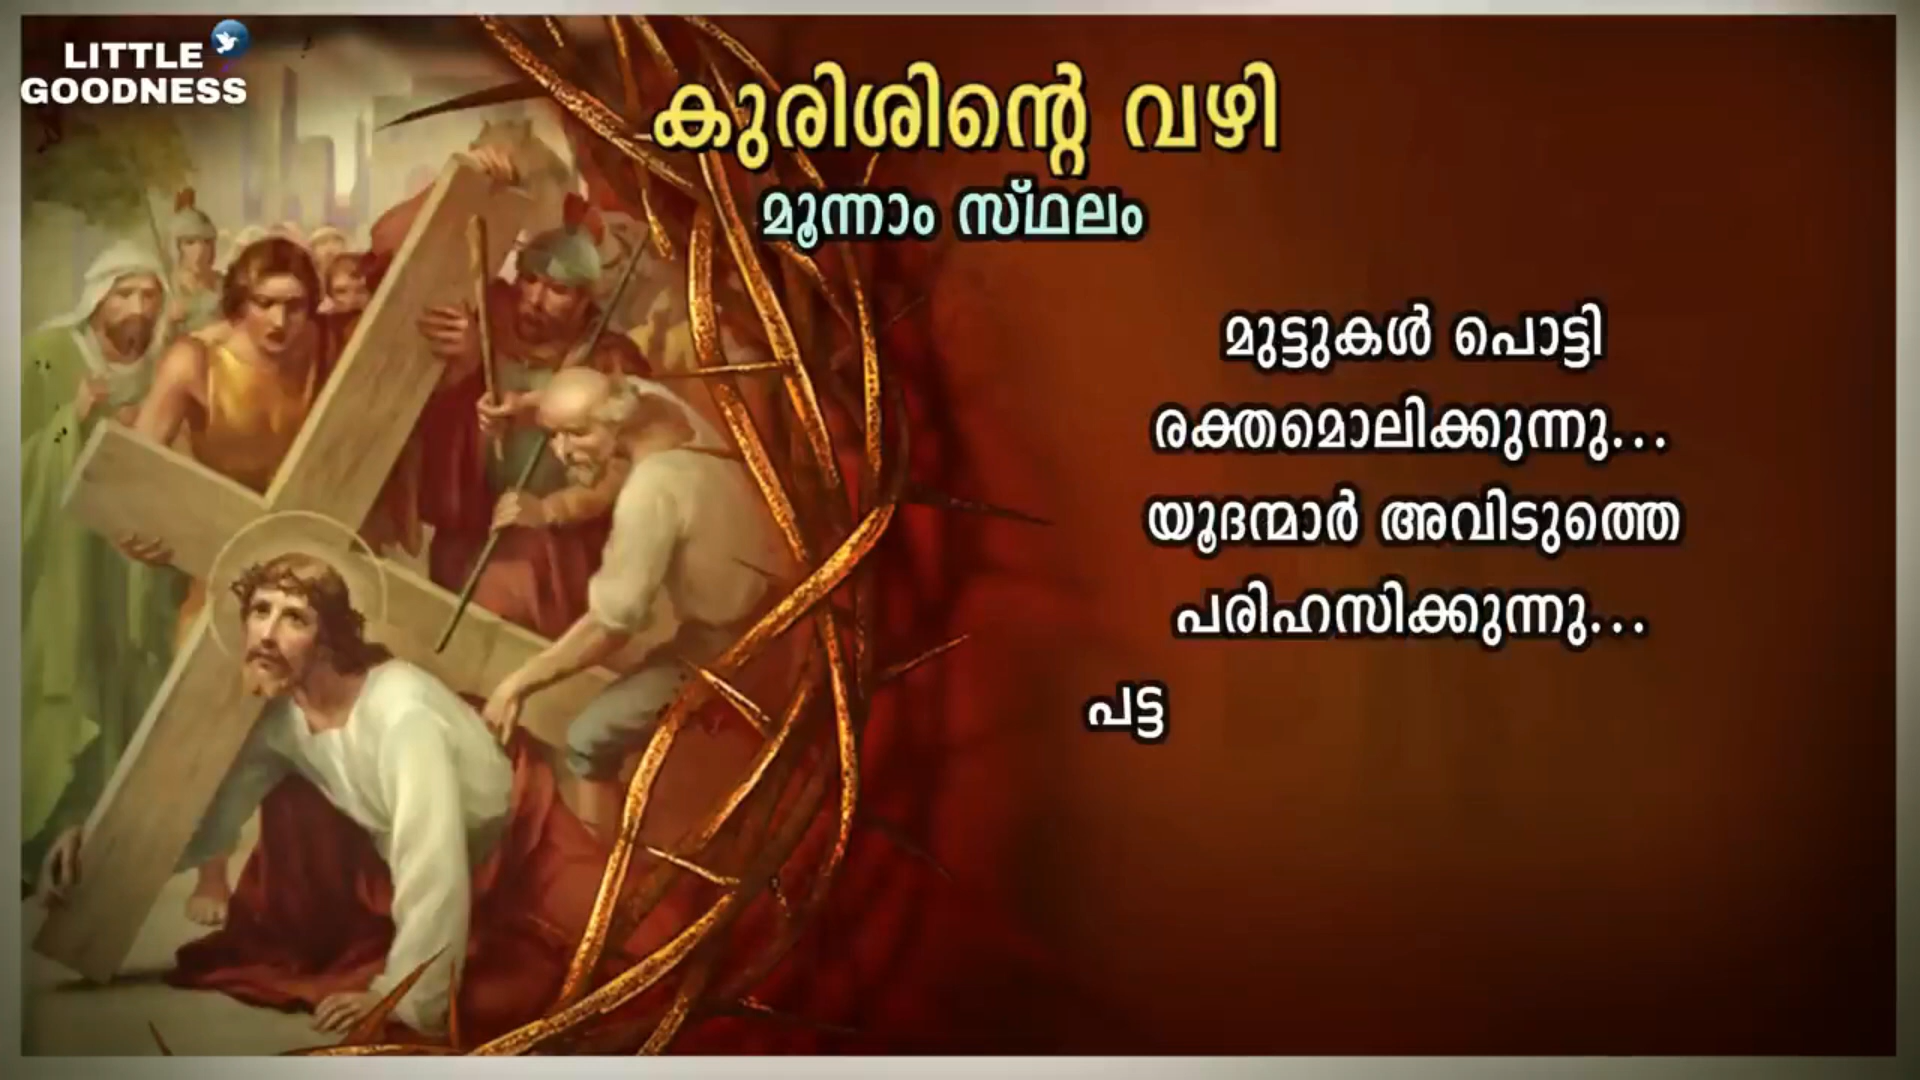 LITTLE
GOODNESS
കുരിശിന്റെ വഴി
മൂന്നാം സ്ഥലം
മുട്ടുകൾ പൊട്ടി
രക്തമൊലിക്കുന്നു...
യൂദന്മാർ അവിടുത്തെ
പരിഹസിക്കുന്നു...
പട്ട